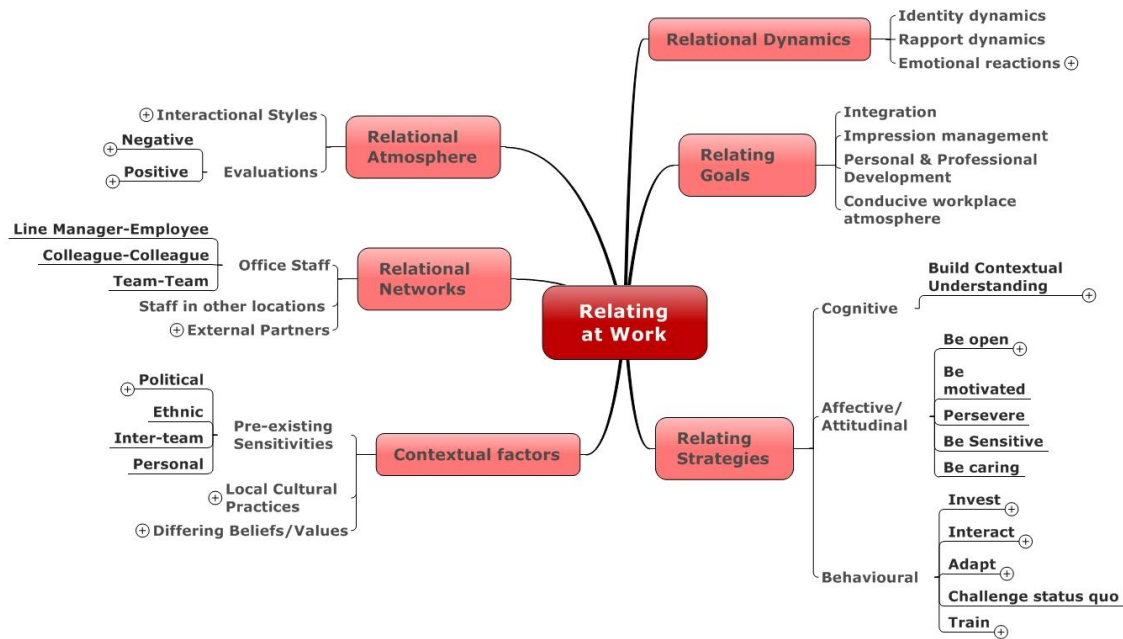 Relating
at Work
Relational Dynamics
Identity dynamics
Rapport dynamics
Emotional reactions
Relating
Goals
Integration
Impression management
Personal & Professional
Development
Conducive workplace
atmosphere
Relating
Strategies
Cognitive
Build Contextual
Understanding
Affective/
Attitudinal
Be open
Be
motivated
Persevere
Be Sensitive
Be caring
Behavioural
Invest
Interact
Adapt
Challenge status quo
Train
Relational
Atmosphere
Interactional Styles
Evaluations
Negative
Positive
Relational
Networks
Office Staff
Line Manager-Employee
Colleague-Colleague
Team-Team
Staff in other locations
External Partners
Contextual factors
Pre-existing
Sensitivities
Political
Ethnic
Inter-team
Personal
Local Cultural
Practices
Differing Beliefs/Values